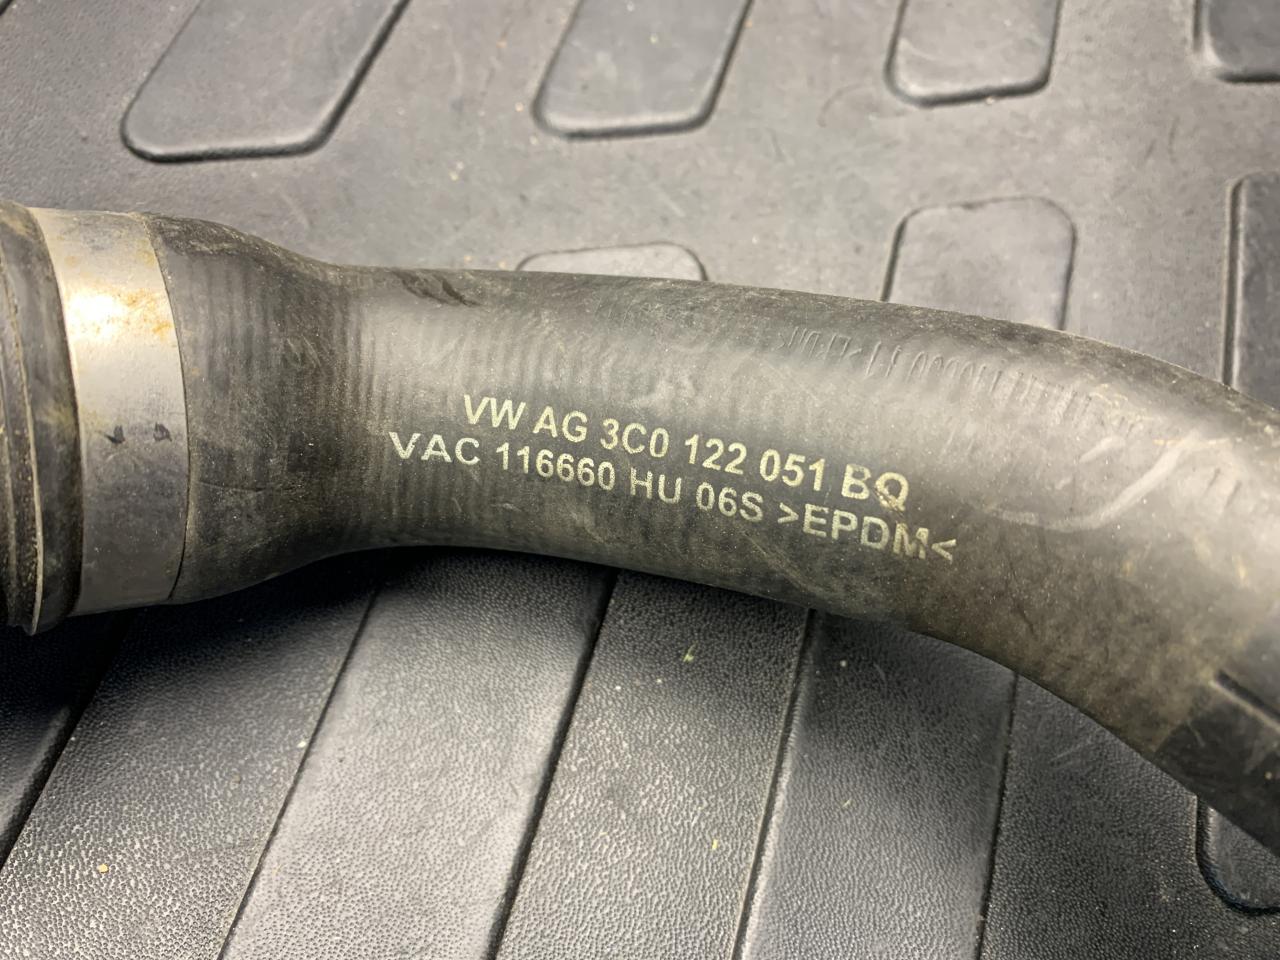 VW AG 3C0 122 051 BQ
VAC 116660 HU 06S >EPDM<